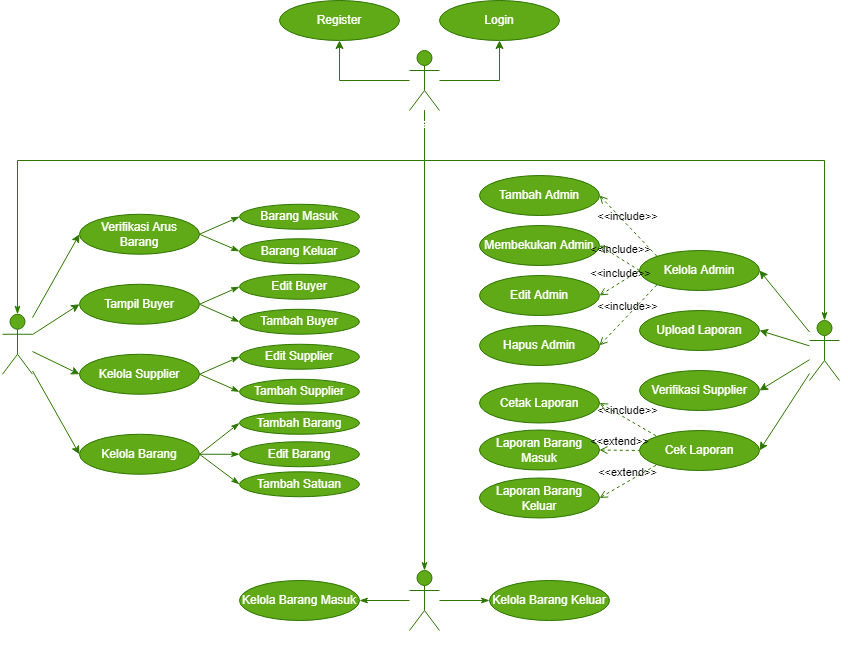 Register
Login
Verifikasi Arus
Barang
Barang Masuk
Barang Keluar
Tampil Buyer
Edit Buyer
Tambah Buyer
Kelola Supplier
Edit Supplier
Tambah Supplier
Kelola Barang
Tambah Barang
Edit Barang
Tambah Satuan
Tambah Admin
<<include>>
Membekukan Admin
<<include>>
Kelola Admin
<<include>>
Edit Admin
<<include>>
Hapus Admin
Upload Laporan
Verifikasi Supplier
Cetak Laporan
<<include>>
Laporan Barang
Masuk
<<extend>>
Cek Laporan
<<extend>>
Laporan Barang
Keluar
Kelola Barang Masuk
Kelola Barang Keluar